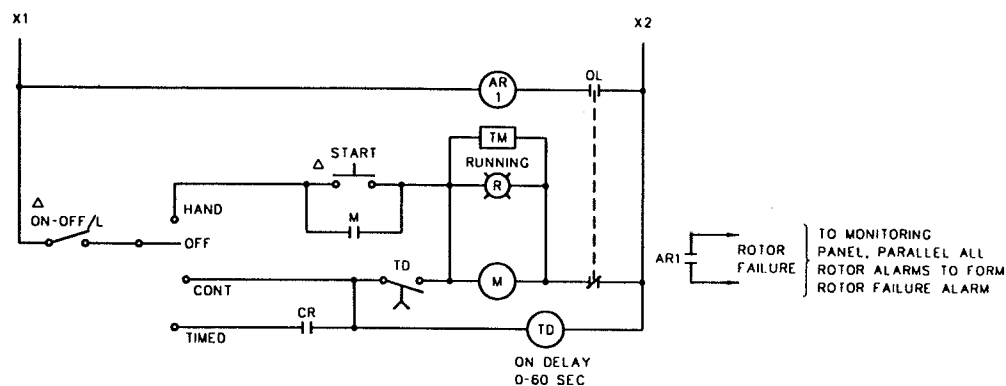 X1
X2
OL
AR
1
TM
△ START
RUNNING
R
M
HAND
△
ON-OFF/L
OFF
TD
M
CONT
CR
TIMED
TD
ON DELAY
0-60 SEC
AR1
ROTOR
FAILURE
TO MONITORING
PANEL, PARALLEL ALL
ROTOR ALARMS TO FORM
ROTOR FAILURE ALARM